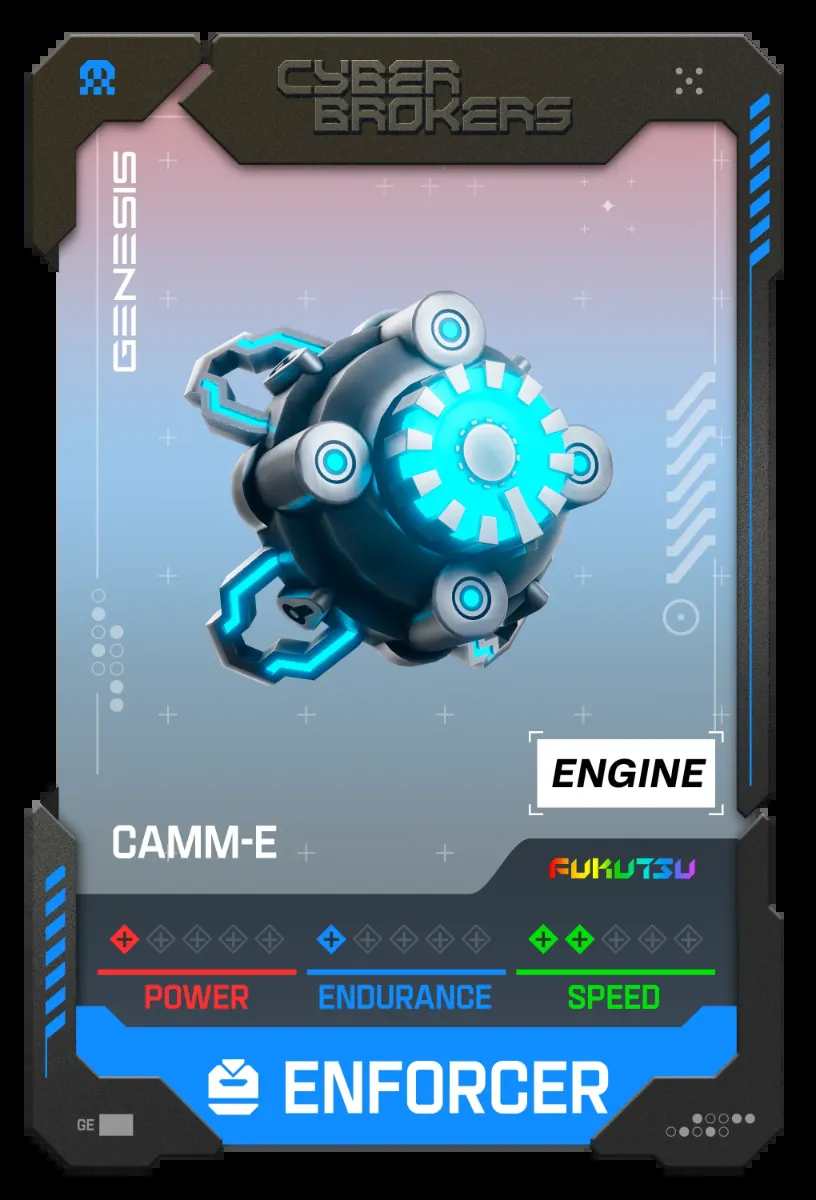 CYBER
BROKERS
GENESIS
ENGINE
CAMM-E
FUKUTSU
POWER
ENDURANCE
SPEED
ENFORCER
GE